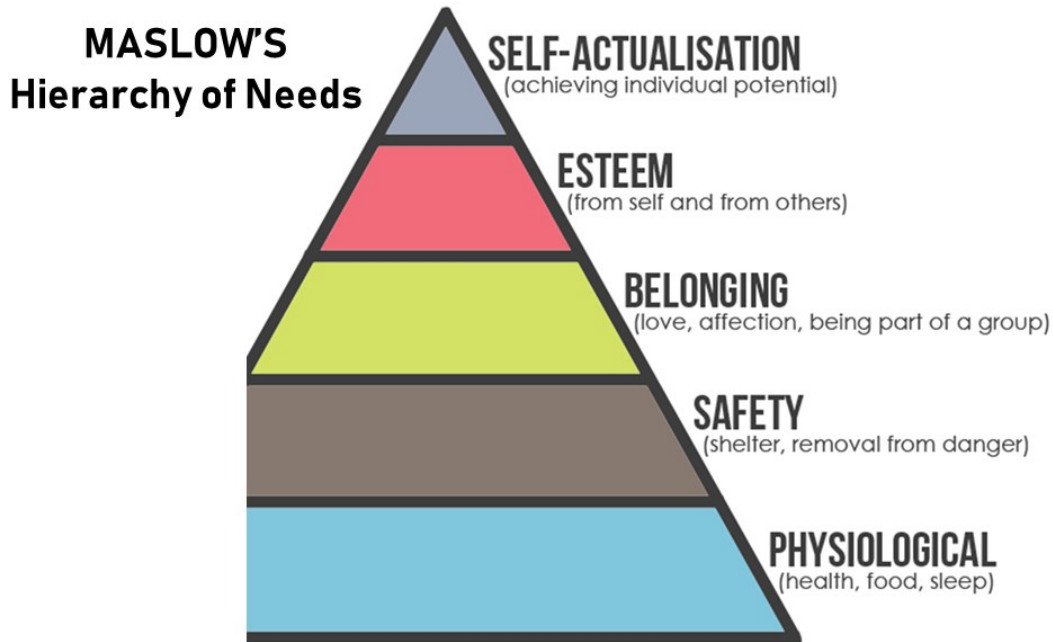 MASLOW'S
Hierarchy of Needs
SELF-ACTUALISATION
(achieving individual potential)
ESTEEM
(from self and from others)
BELONGING
(love, affection, being part of a group)
SAFETY
(shelter, removal from danger)
PHYSIOLOGICAL
(health, food, sleep)